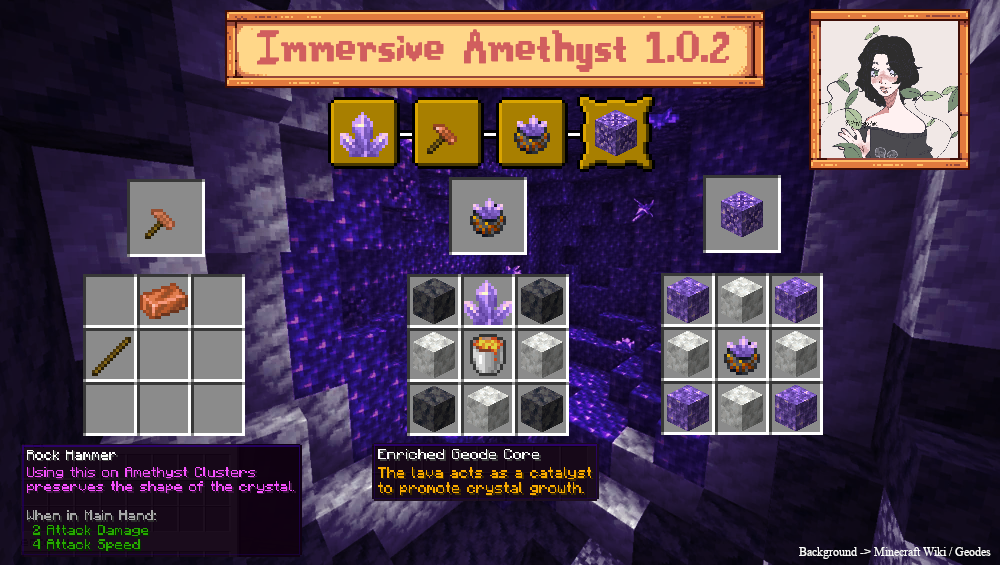 Immersive Amethyst 1.0.2
Rock Hammer
Using this on Amethyst Clusters
preserves the shape of the crystal.
When in Main Hand:
2 Attack Damage
4 Attack Speed
Enriched Geode Core
The lava acts as a catalyst
to promote crystal growth.
Background -> Minecraft Wiki / Geodes